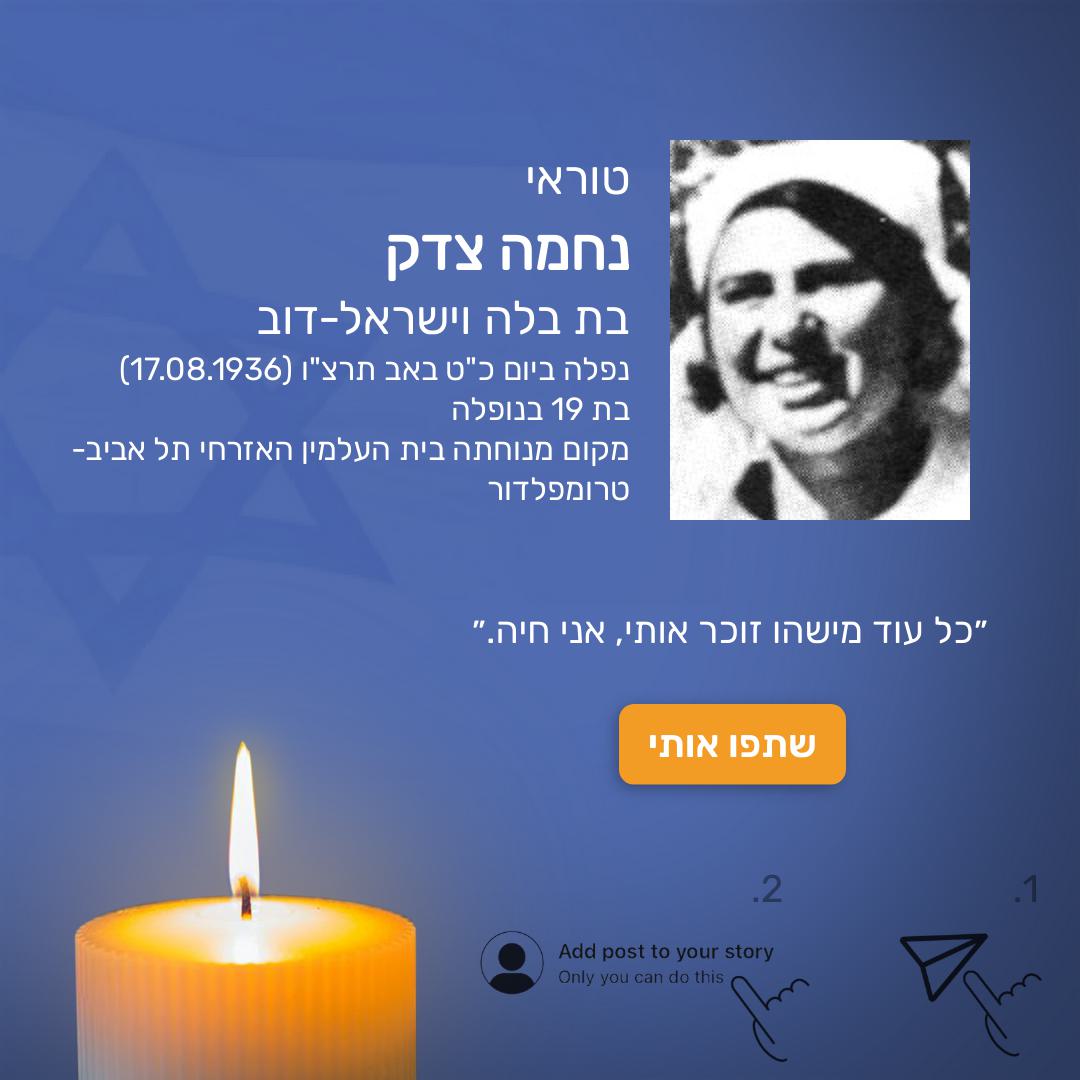 טוראי
נחמה צדק
בת בלה וישראל-דוב
נפלה ביום כ"ט באב תרצ"ו (17.08.1936)
בת 19 בנופלה
מקום מנוחתה בית העלמין האזרחי תל אביב-
טרומפלדור
״כל עוד מישהו זוכר אותי, אני חיה.״
שתפו אותי
.1
.2
Add post to your story
Only you can do this